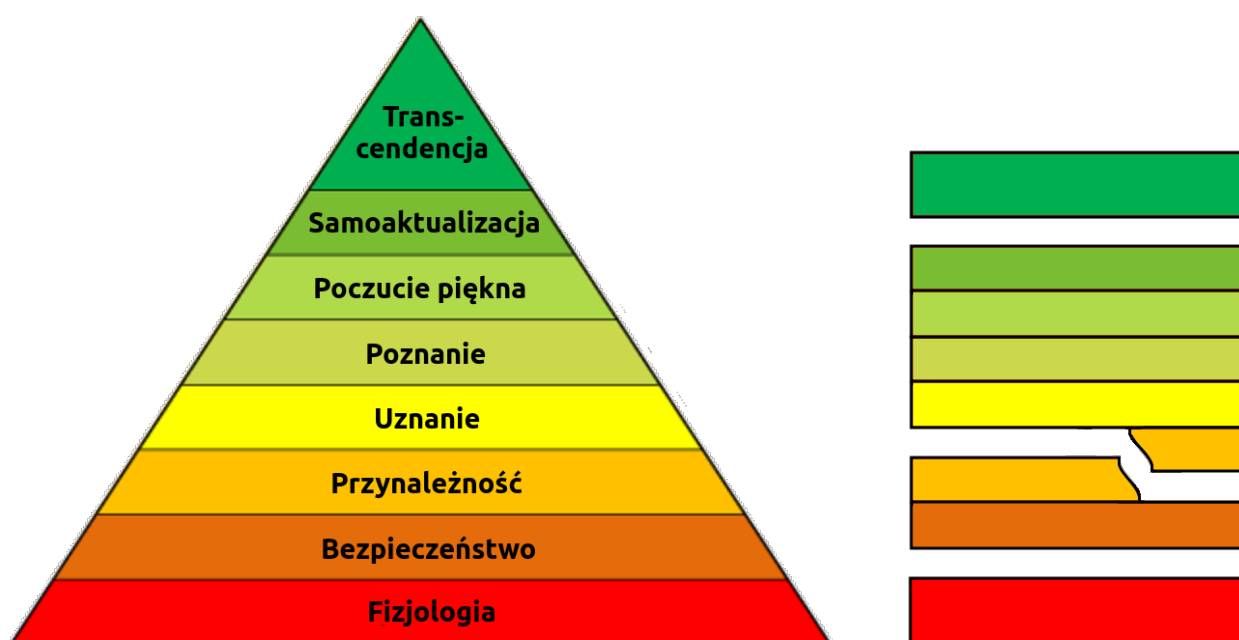 Trans-
cendencja
Samoaktualizacja
Poczucie piękna
Poznanie
Uznanie
Przynależność
Bezpieczeństwo
Fizjologia